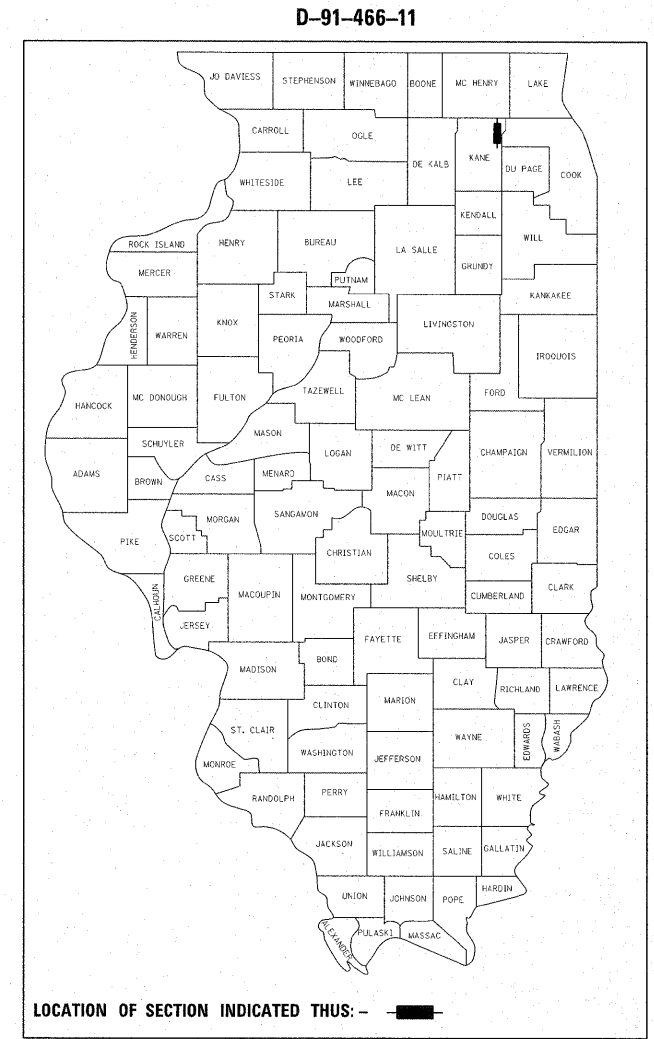 D–91–466–11
JO DAVIESS
STEPHENSON
WINNEBAGO
BOONE
MC HENRY
LAKE
CARROLL
OGLE
DE KALB
KANE
DU PAGE
COOK
WHITESIDE
LEE
KENDALL
ROCK ISLAND
HENRY
BUREAU
LA SALLE
WILL
GRUNDY
MERCER
PUTNAM
STARK
MARSHALL
KANKAKEE
HENDERSON
WARREN
KNOX
PEORIA
WOODFORD
LIVINGSTON
IROQUOIS
HANCOCK
MC DONOUGH
FULTON
TAZEWELL
MC LEAN
FORD
SCHUYLER
MASON
LOGAN
DE WITT
CHAMPAIGN
VERMILION
ADAMS
BROWN
CASS
MENARD
MACON
PIATT
PIKE
SCOTT
MORGAN
SANGAMON
CHRISTIAN
MOULTRIE
DOUGLAS
EDGAR
COLES
CALHOUN
GREENE
MACOUPIN
MONTGOMERY
SHELBY
CUMBERLAND
CLARK
JERSEY
MADISON
BOND
FAYETTE
EFFINGHAM
JASPER
CRAWFORD
CLAY
RICHLAND
LAWRENCE
CLINTON
MARION
ST. CLAIR
WASHINGTON
WAYNE
EDWARDS
WABASH
MONROE
JEFFERSON
RANDOLPH
PERRY
HAMILTON
WHITE
FRANKLIN
JACKSON
WILLIAMSON
SALINE
GALLATIN
UNION
JOHNSON
POPE
HARDIN
ALEXANDER
PULASKI
MASSAC
LOCATION OF SECTION INDICATED THUS: –